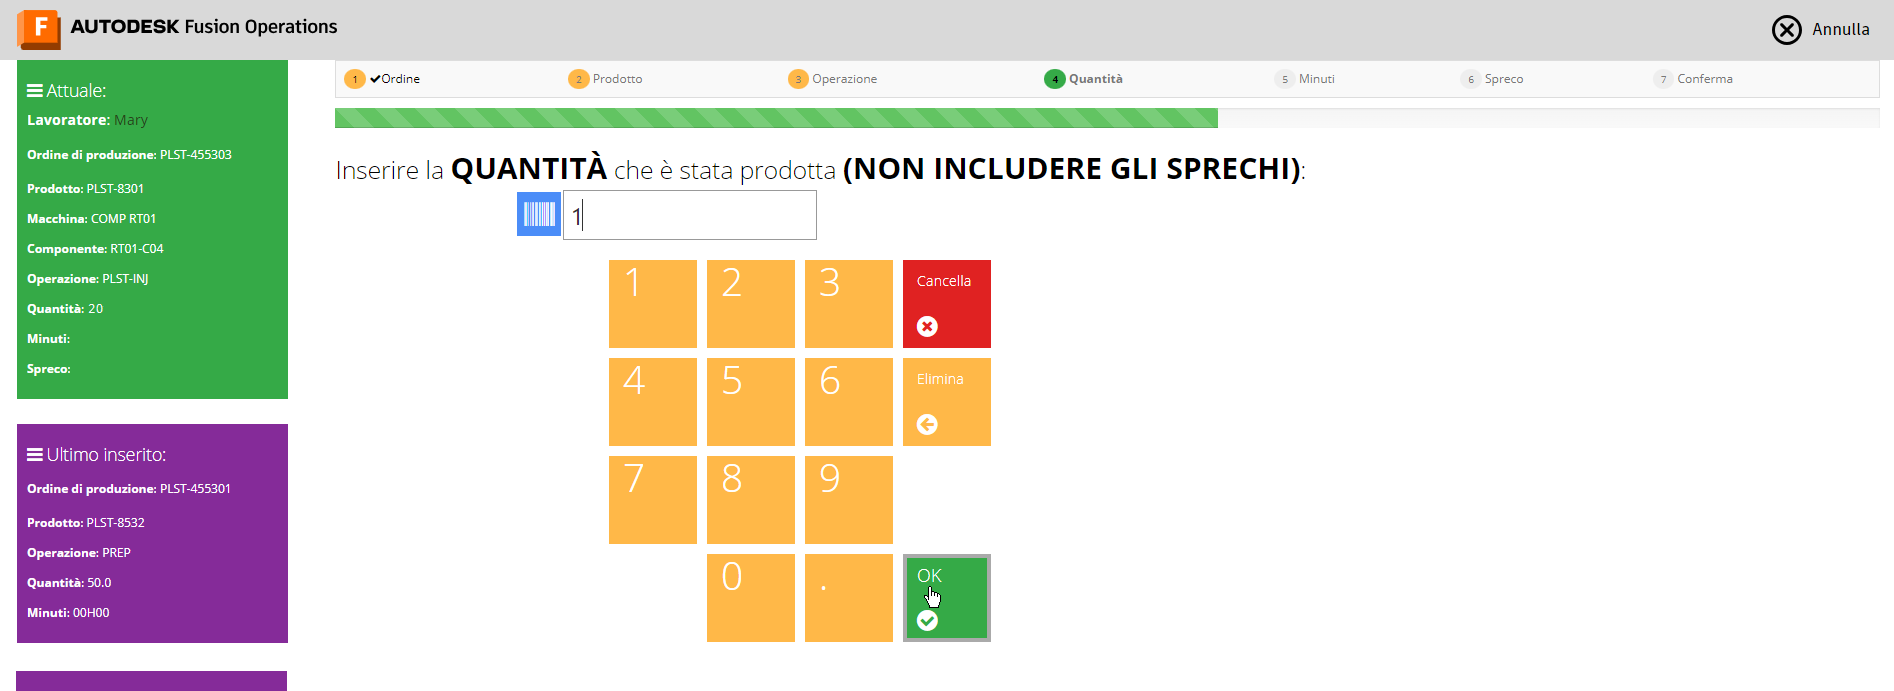 F AUTODESK Fusion Operations
Annulla
Attuale:
Lavoratore: Mary
Ordine di produzione: PLST-455303
Prodotto: PLST-8301
Macchina: COMP RT01
Componente: RT01-C04
Operazione: PLST-INJ
Quantità: 20
Minuti:
Spreco:
Ultimo inserito:
Ordine di produzione: PLST-455301
Prodotto: PLST-8532
Operazione: PREP
Quantità: 50.0
Minuti: 00H00
1 Ordine 2 Prodotto 3 Operazione 4 Quantità 5 Minuti 6 Spreco 7 Conferma
Inserire la QUANTITÀ che è stata prodotta (NON INCLUDERE GLI SPRECHI):
1
1 2 3 Cancella
4 5 6 Elimina
7 8 9
0 . OK